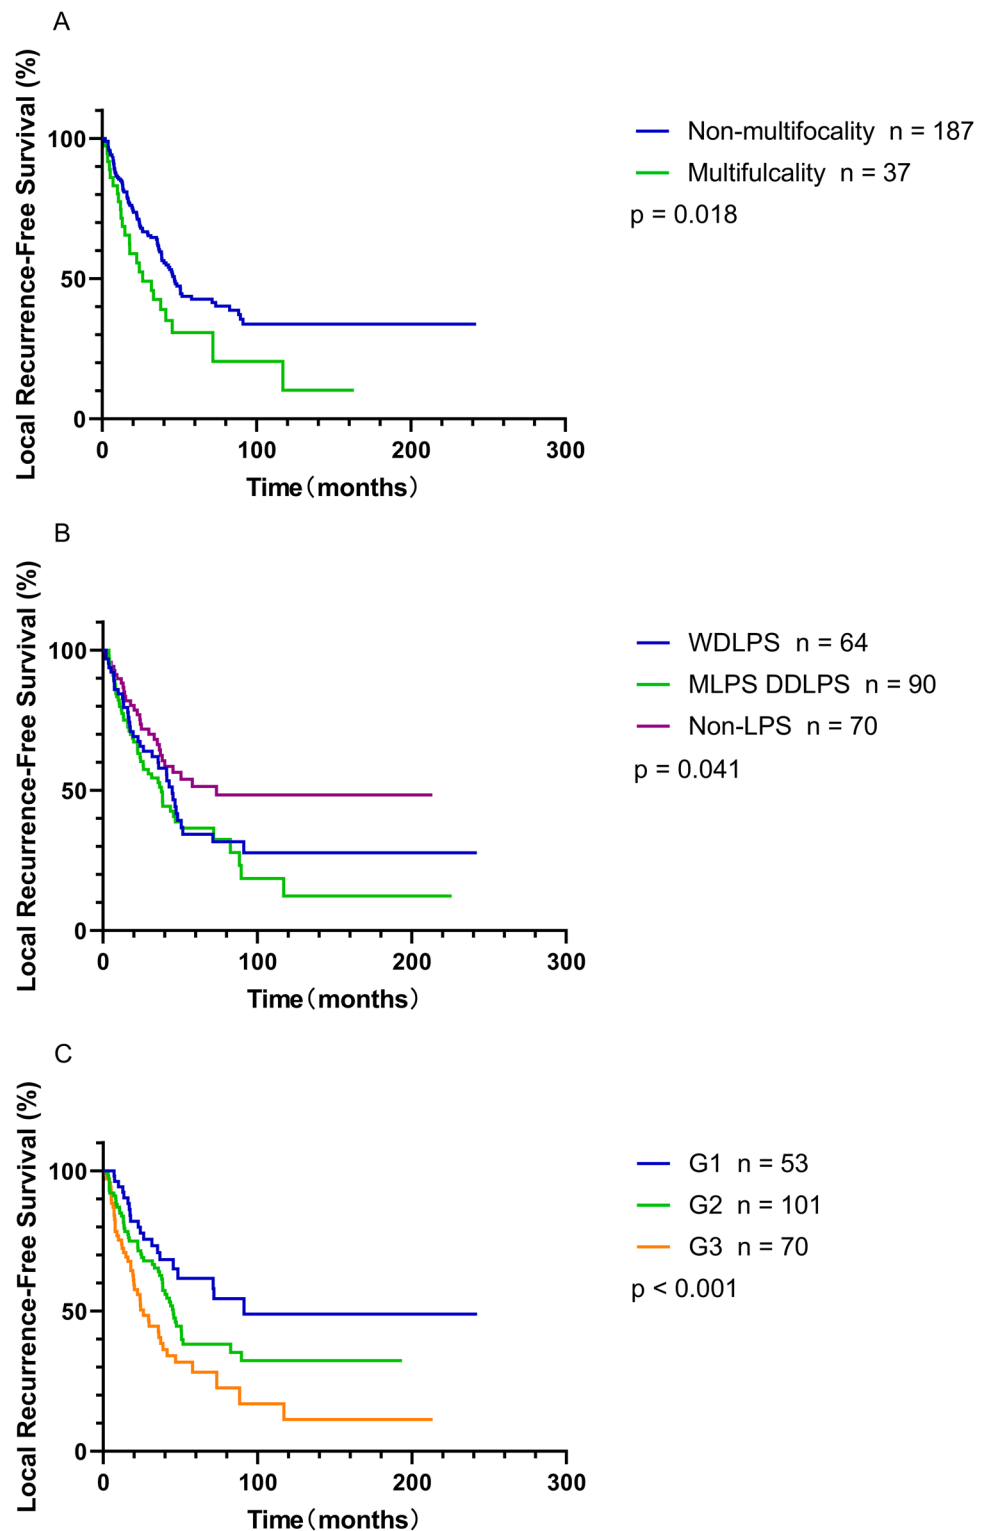 A
Local Recurrence-Free Survival (%)
100
50
0
0 100 200 300
Time（months）
Non-multifocality n = 187
Multifulcality n = 37
p = 0.018
B
Local Recurrence-Free Survival (%)
100
50
0
0 100 200 300
Time（months）
WDLPS n = 64
MLPS DDLPS n = 90
Non-LPS n = 70
p = 0.041
C
Local Recurrence-Free Survival (%)
100
50
0
0 100 200 300
Time（months）
G1 n = 53
G2 n = 101
G3 n = 70
p < 0.001